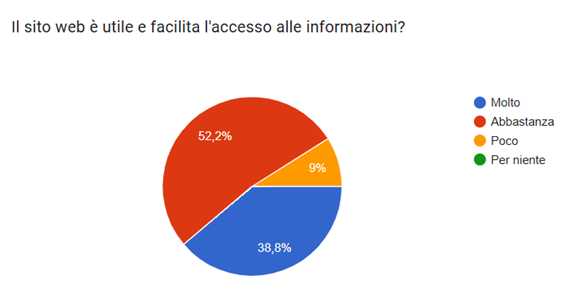 Il sito web è utile e facilita l'accesso alle informazioni?
Molto
Abbastanza
Poco
Per niente
52,2%
9%
38,8%